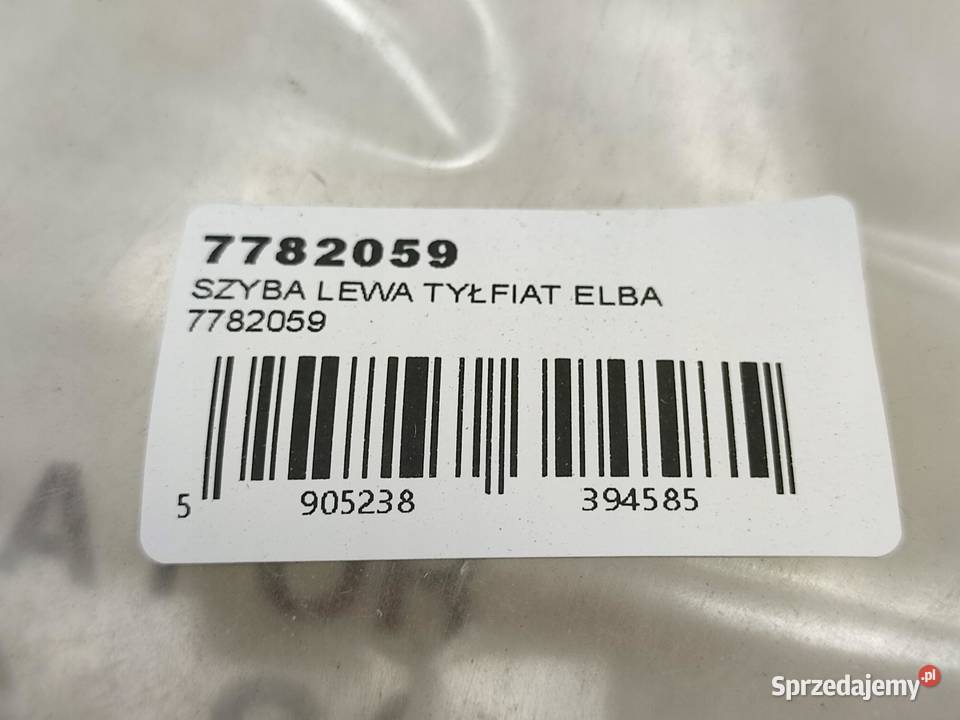 7782059
SZYBA LEWA TYŁFIAT ELBA
7782059
5 905238 394585
Sprzedajemy.pl